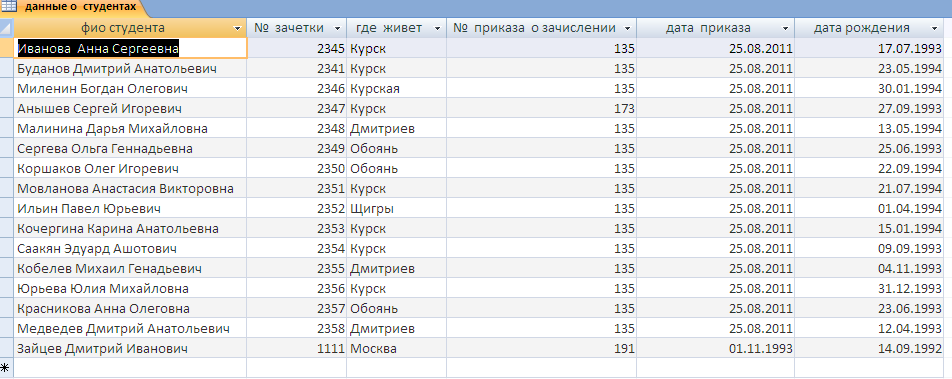 данные о студентах
фио студента № зачетки где живет № приказа о зачислении дата приказа дата рождения
Иванова Анна Сергеевна 2345 Курск 135 25.08.2011 17.07.1993
Буданов Дмитрий Анатольевич 2341 Курск 135 25.08.2011 23.05.1994
Миленин Богдан Олегович 2346 Курская 135 25.08.2011 30.01.1994
Анышев Сергей Игоревич 2347 Курск 173 25.08.2011 27.09.1993
Малинина Дарья Михайловна 2348 Дмитриев 135 25.08.2011 13.05.1994
Сергева Ольга Геннадьевна 2349 Обоянь 135 25.08.2011 25.06.1993
Коршаков Олег Игоревич 2350 Обоянь 135 25.08.2011 22.09.1994
Мовланова Анастасия Викторовна 2351 Курск 135 25.08.2011 21.07.1994
Ильин Павел Юрьевич 2352 Щигры 135 25.08.2011 01.04.1994
Кочергина Карина Анатольевна 2353 Курск 135 25.08.2011 15.01.1994
Саакян Эдуард Ашотович 2354 Курск 135 25.08.2011 09.09.1993
Кобелев Михаил Генадьевич 2355 Дмитриев 135 25.08.2011 04.11.1993
Юрьева Юлия Михайловна 2356 Курск 135 25.08.2011 31.12.1993
Красникова Анна Олеговна 2357 Обоянь 135 25.08.2011 23.06.1993
Медведев Дмитрий Анатольевич 2358 Дмитриев 135 25.08.2011 12.04.1993
Зайцев Дмитрий Иванович 1111 Москва 191 01.11.1993 14.09.1992